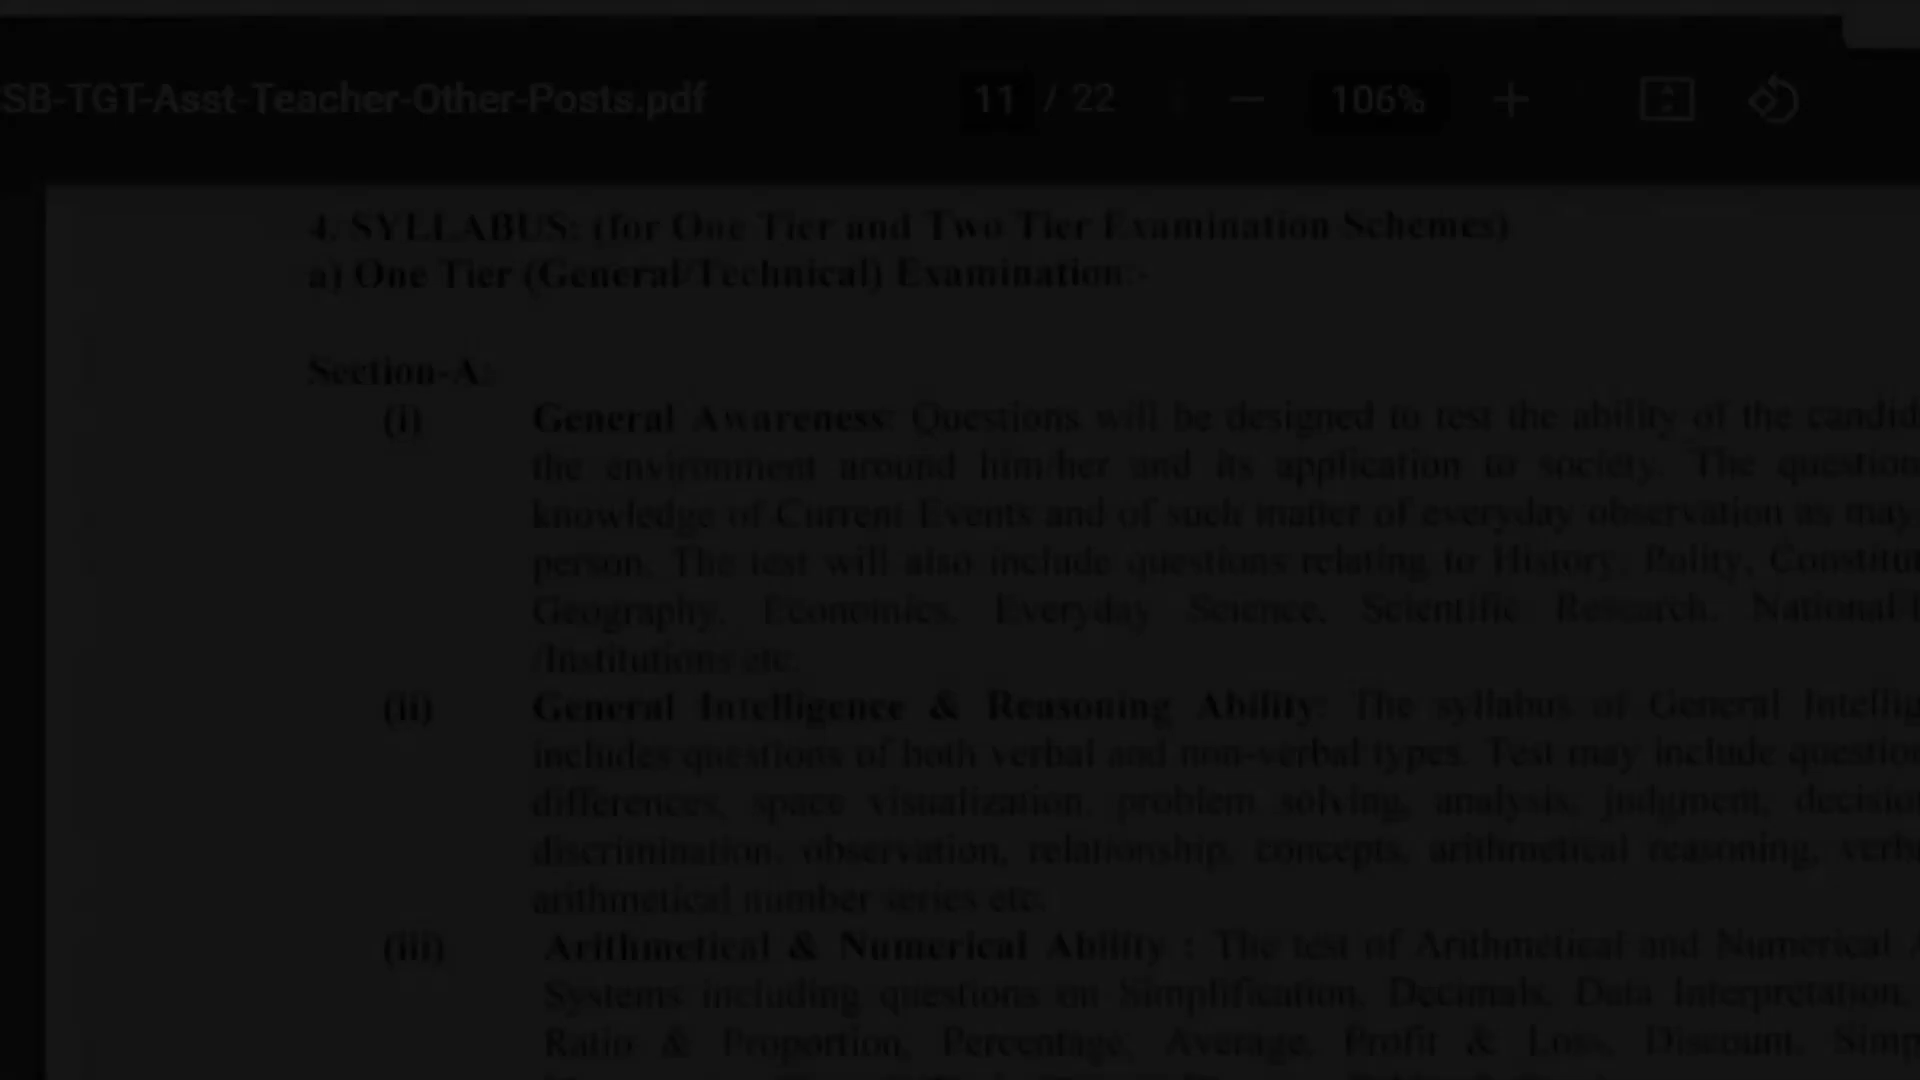 SB-TGT-Asst-Teacher-Other-Posts.pdf 11 / 22 106%
4. SYLLABUS: (for One Tier and Two Tier Examination Schemes)
a) One Tier (General/Technical) Examination:-
Section-A:
(i) General Awareness: Questions will be designed to test the ability of the candid
the environment around him/her and its application to society. The question
knowledge of Current Events and of such matter of everyday observation as may
person. The test will also include questions relating to History, Polity, Constitut
Geography, Economics, Everyday Science, Scientific Research, National/I
/Institutions etc.
(ii) General Intelligence & Reasoning Ability: The syllabus of General Intellig
includes questions of both verbal and non-verbal types. Test may include question
differences, space visualization, problem solving, analysis, judgment, decision
discrimination, observation, relationship, concepts, arithmetical reasoning, verba
arithmetical number series etc.
(iii) Arithmetical & Numerical Ability : The test of Arithmetical and Numerical A
Systems including questions on Simplification, Decimals, Data Interpretation,
Ratio & Proportion, Percentage, Average, Profit & Loss, Discount, Simp